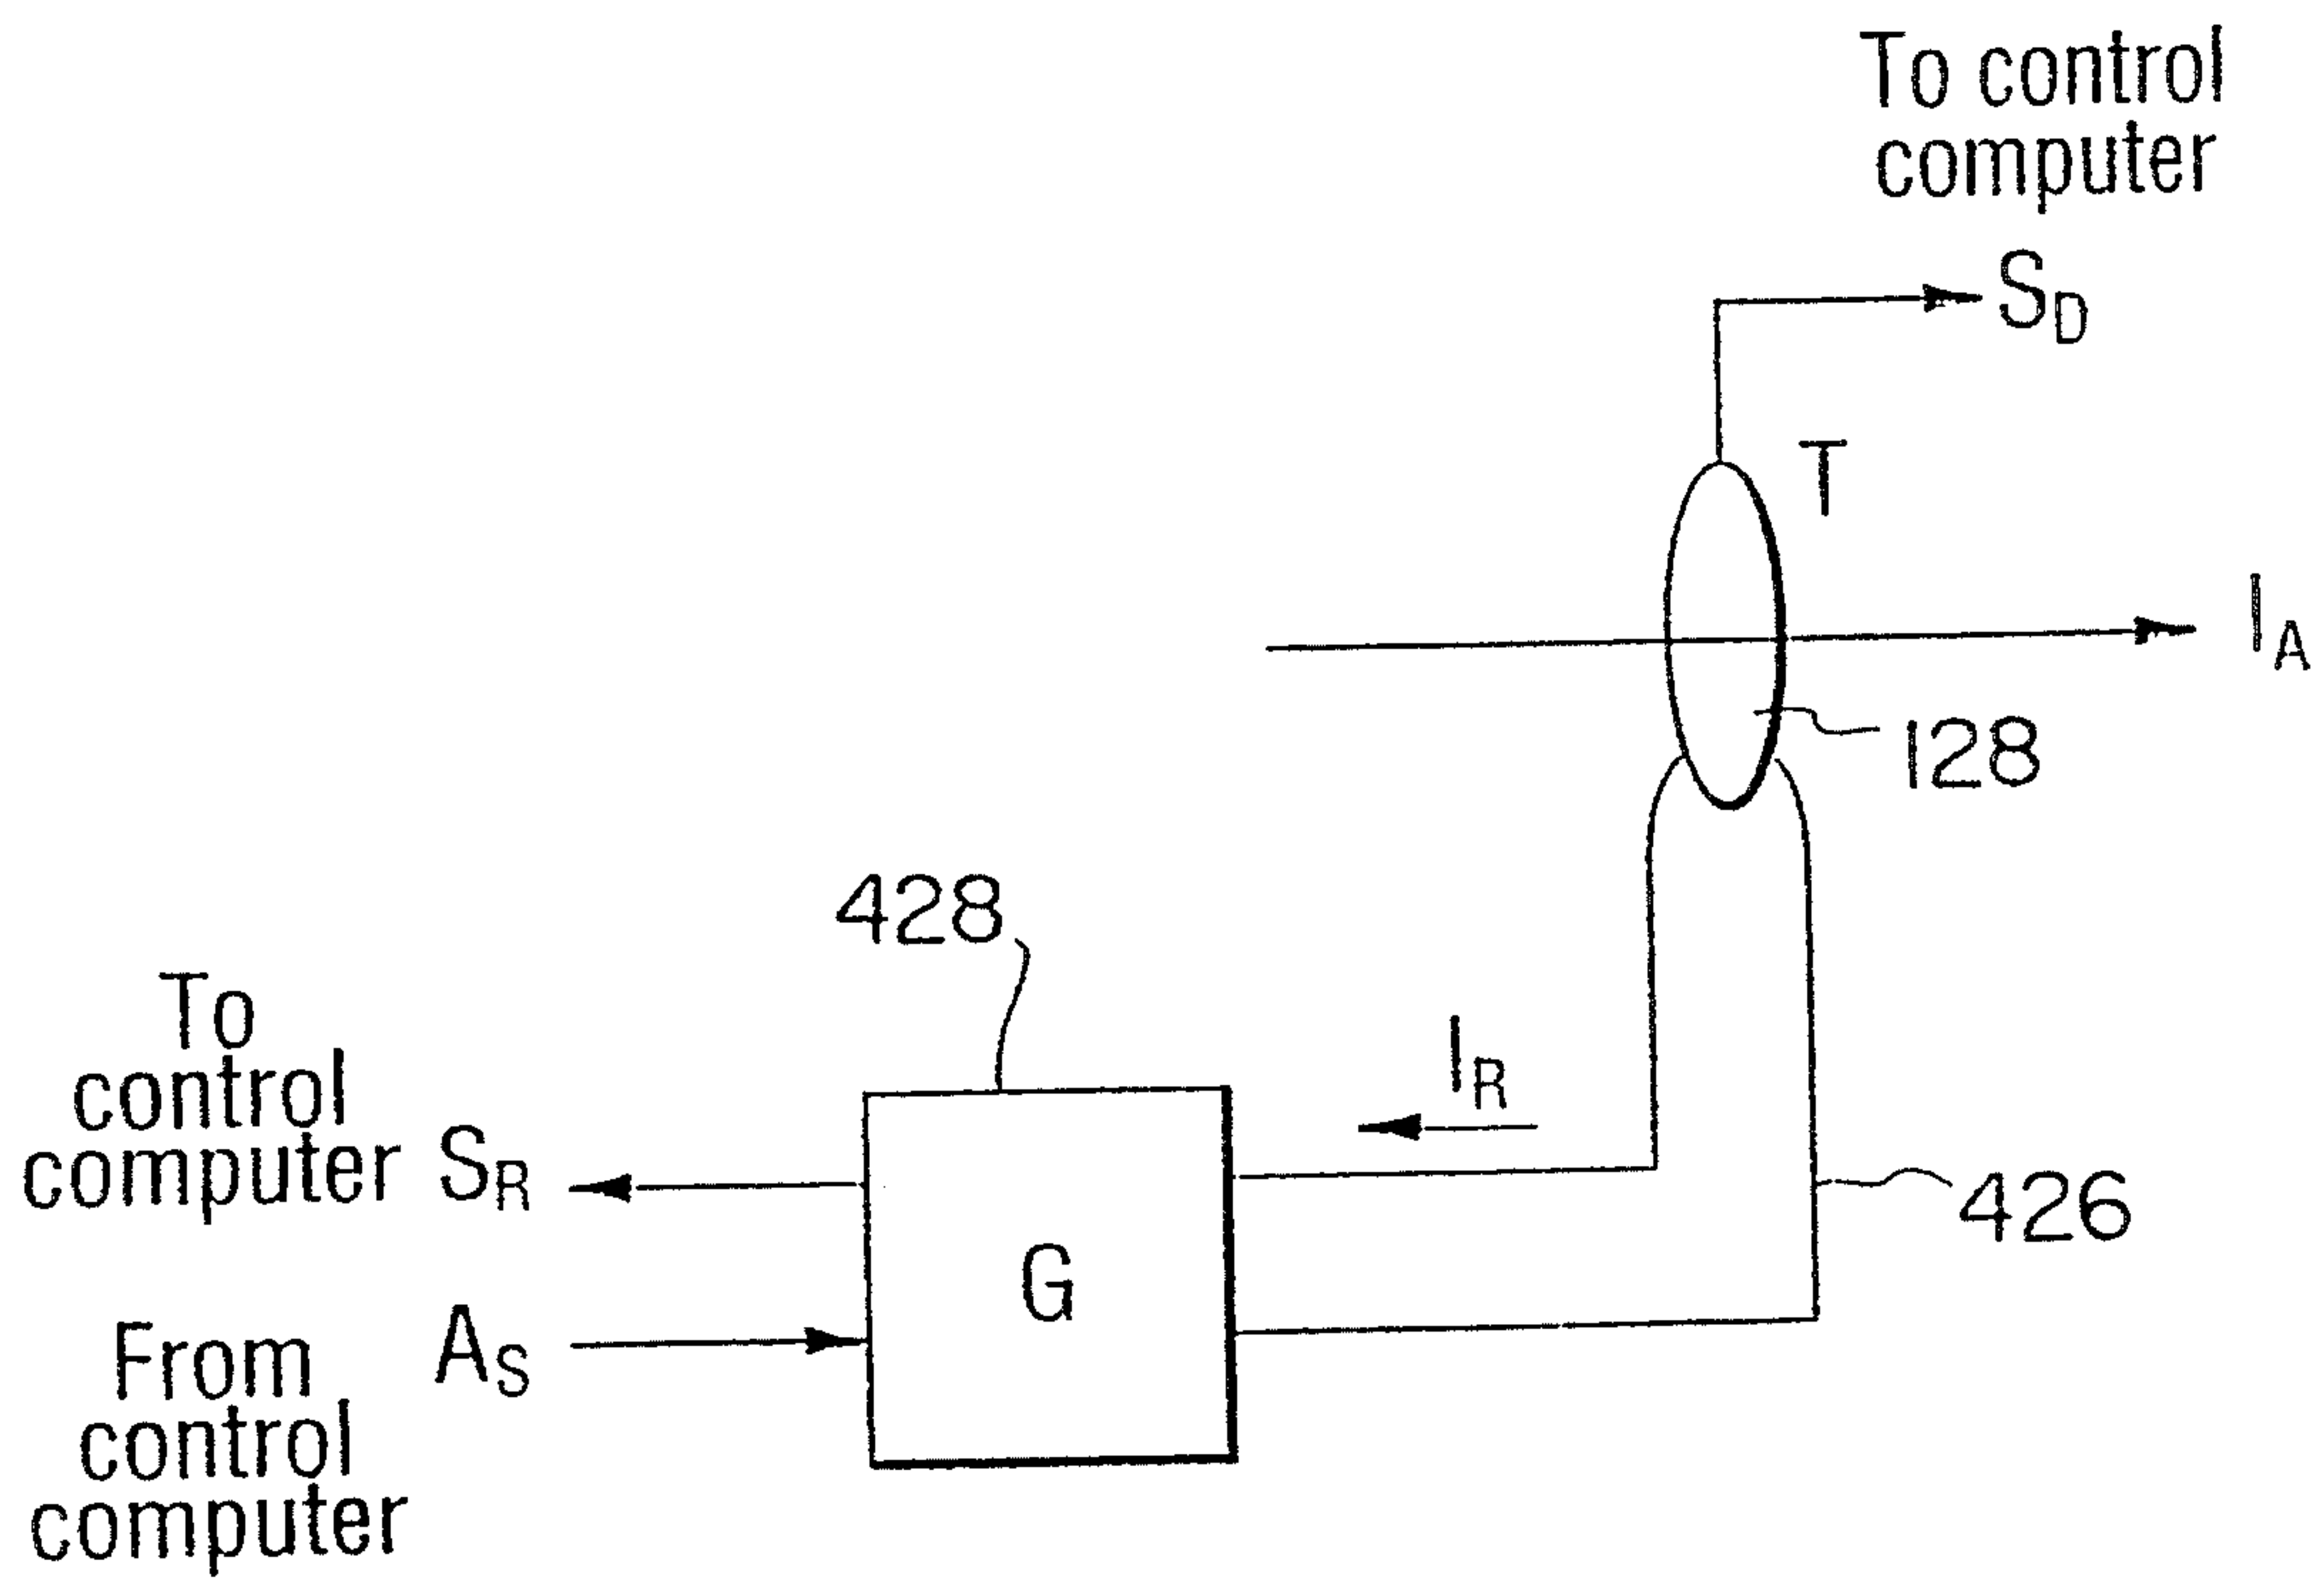 To control
computer
S_D
T
I_A
128
428
I_R
To
control
computer S_R
426
G
A_S
From
control
computer